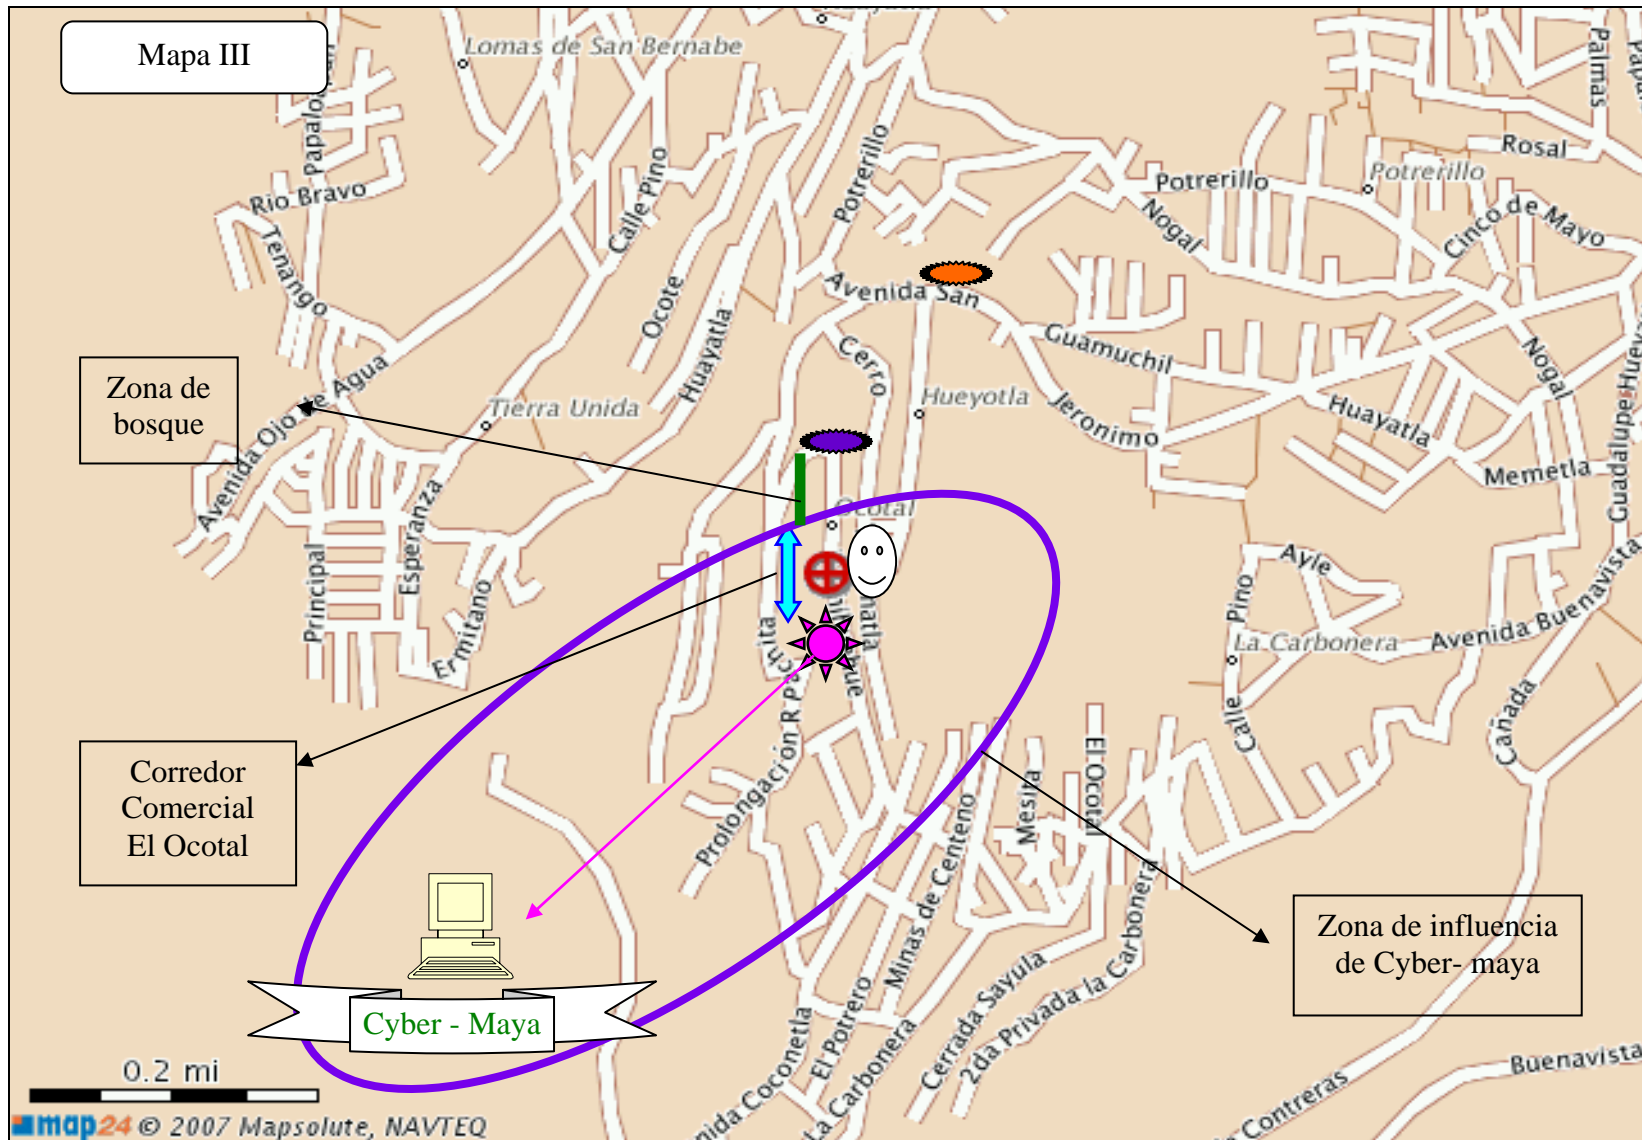 Mapa III
Lomas de San Bernabe
Palmas
Rosal
Potrerillo
Potrerillo
Potrerillo
Rio Bravo
Calle Pino
Nogal
Cinco de Mayo
Tenango
Avenida San
Ocote
Huayatla
Cerro
Guamuchil
Nogal
Zona de
bosque
Avenida Ojo de Agua
Tierra Unida
Hueyotla
Jeronimo
Huayatla
Memetla
Ocotal
Principal
Esperanza
Ermitano
Pino
Ayle
La Carbonera
Avenida Buenavista
Calle
Cañada
Prolongación R.
Corredor
Comercial
El Ocotal
Mesita
El Ocotal
Minas de Centeno
Zona de influencia
de Cyber- maya
Cyber - Maya
El Potrero
Cerrada Sayula
2da Privada la Carbonera
La Carbonera
Coconetla
Buenavista
Contreras
0.2 mi
map24 © 2007 Mapsolute, NAVTEQ